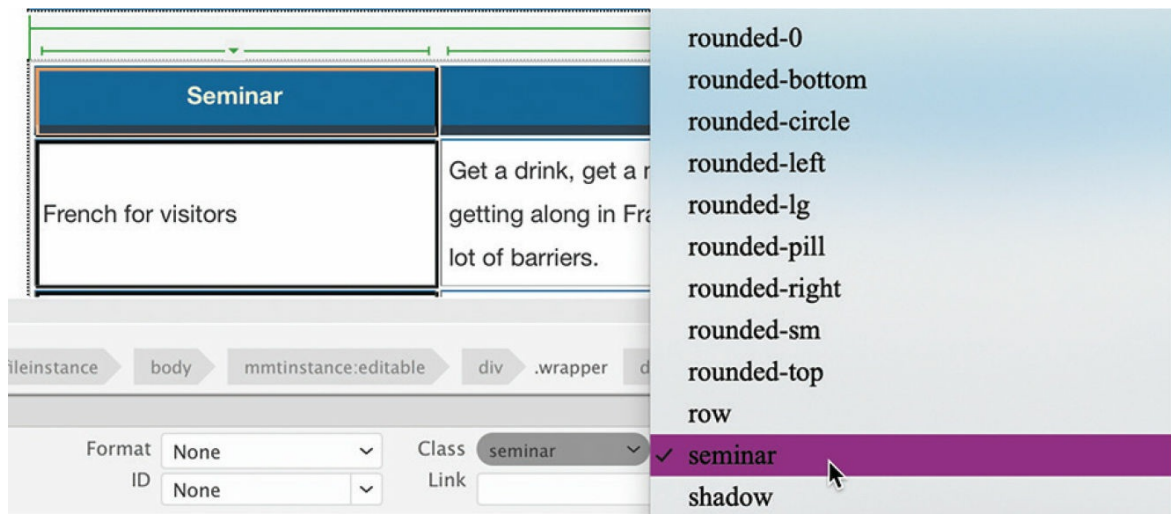 Seminar
French for visitors
Get a drink, get a
getting along in
lot of barriers.
rounded-0
rounded-bottom
rounded-circle
rounded-left
rounded-lg
rounded-pill
rounded-right
rounded-sm
rounded-top
row
✓ seminar
shadow
body mmtinstance:editable div .wrapper
Format None Class seminar
ID None Link